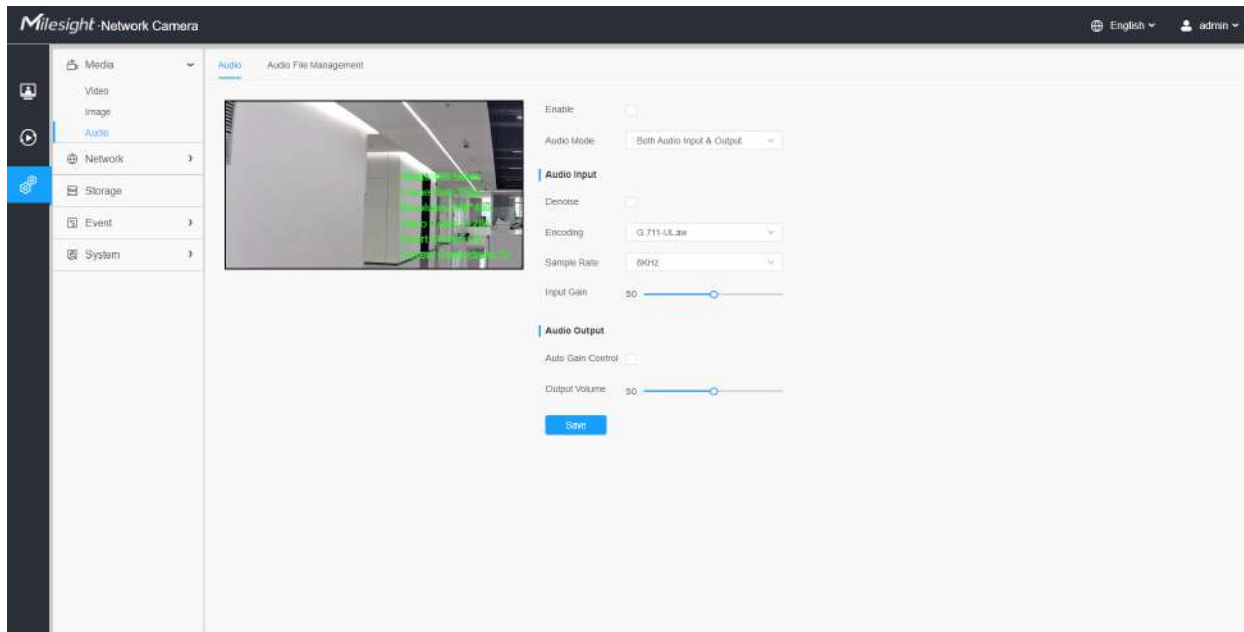 Milesight -Network Camera
English
admin
Media
Video
Image
Audio
Network
Storage
Event
System
Audio Audio File Management
Enable
Audio Mode Both Audio Input & Output
Audio Input
Denoise
Encoding G.711-ULaw
Sample Rate 8KHz
Input Gain 50
Audio Output
Auto Gain Control
Output Volume 50
Save